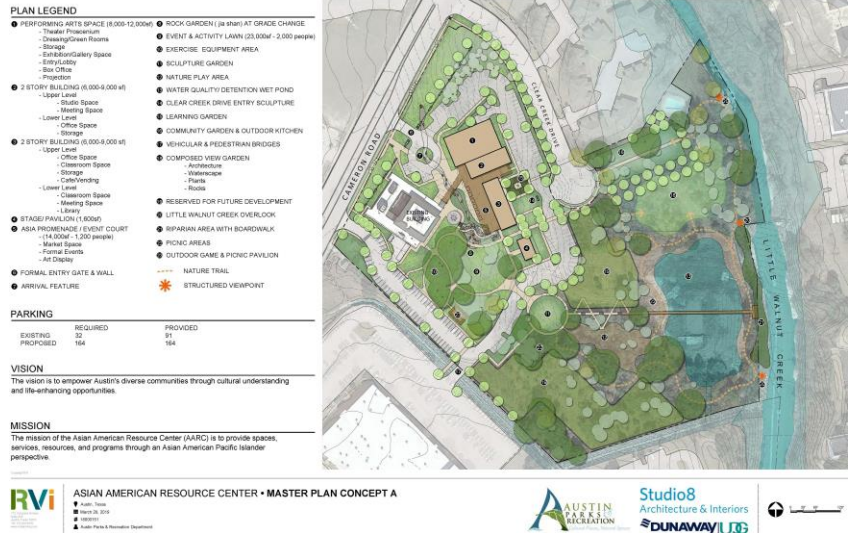 PLAN LEGEND
PERFORMING ARTS SPACE (8,000-12,000sf)
- Theater Proscenium
- Dressing/Green Rooms
- Storage
- Exhibition/Gallery Space
- Entry/Lobby
- Box Office
- Projection
2 STORY BUILDING (6,000-9,000 sf)
- Upper Level
- Studio Space
- Meeting Space
- Lower Level
- Office Space
- Storage
2 STORY BUILDING (6,000-9,000 sf)
- Upper Level
- Office Space
- Classroom Space
- Storage
- Cafe/Vending
- Lower Level
- Classroom Space
- Meeting Space
- Library
STAGE/ PAVILION (1,600sf)
ASIA PROMENADE / EVENT COURT
- (14,000sf - 1,200 people)
- Market Space
- Formal Events
- Art Display
FORMAL ENTRY GATE & WALL
ARRIVAL FEATURE
ROCK GARDEN ( jia shan) AT GRADE CHANGE
EVENT & ACTIVITY LAWN (23,000sf - 2,000 people)
EXERCISE EQUIPMENT AREA
SCULPTURE GARDEN
NATURE PLAY AREA
WATER QUALITY/ DETENTION WET POND
CLEAR CREEK DRIVE ENTRY SCULPTURE
LEARNING GARDEN
COMMUNITY GARDEN & OUTDOOR KITCHEN
VEHICULAR & PEDESTRIAN BRIDGES
COMPOSED VIEW GARDEN
- Architecture
- Waterscape
- Plants
- Rocks
RESERVED FOR FUTURE DEVELOPMENT
LITTLE WALNUT CREEK OVERLOOK
RIPARIAN AREA WITH BOARDWALK
PICNIC AREAS
OUTDOOR GAME & PICNIC PAVILION
NATURE TRAIL
STRUCTURED VIEWPOINT
PARKING
REQUIRED PROVIDED
EXISTING 32 91
PROPOSED 164 164
VISION
The vision is to empower Austin's diverse communities through cultural understanding
and life-enhancing opportunities.
MISSION
The mission of the Asian American Resource Center (AARC) is to provide spaces,
services, resources, and programs through an Asian American Pacific Islander
perspective.
CAMERON ROAD
CLEAR CREEK DRIVE
EXISTING
BUILDING
LITTLE WALNUT CREEK
RVi
ASIAN AMERICAN RESOURCE CENTER • MASTER PLAN CONCEPT A
Austin, Texas
March 26, 2019
Austin Parks & Recreation Department
AUSTIN
PARKS &
RECREATION
Studio8
Architecture & Interiors
DUNAWAY UDG